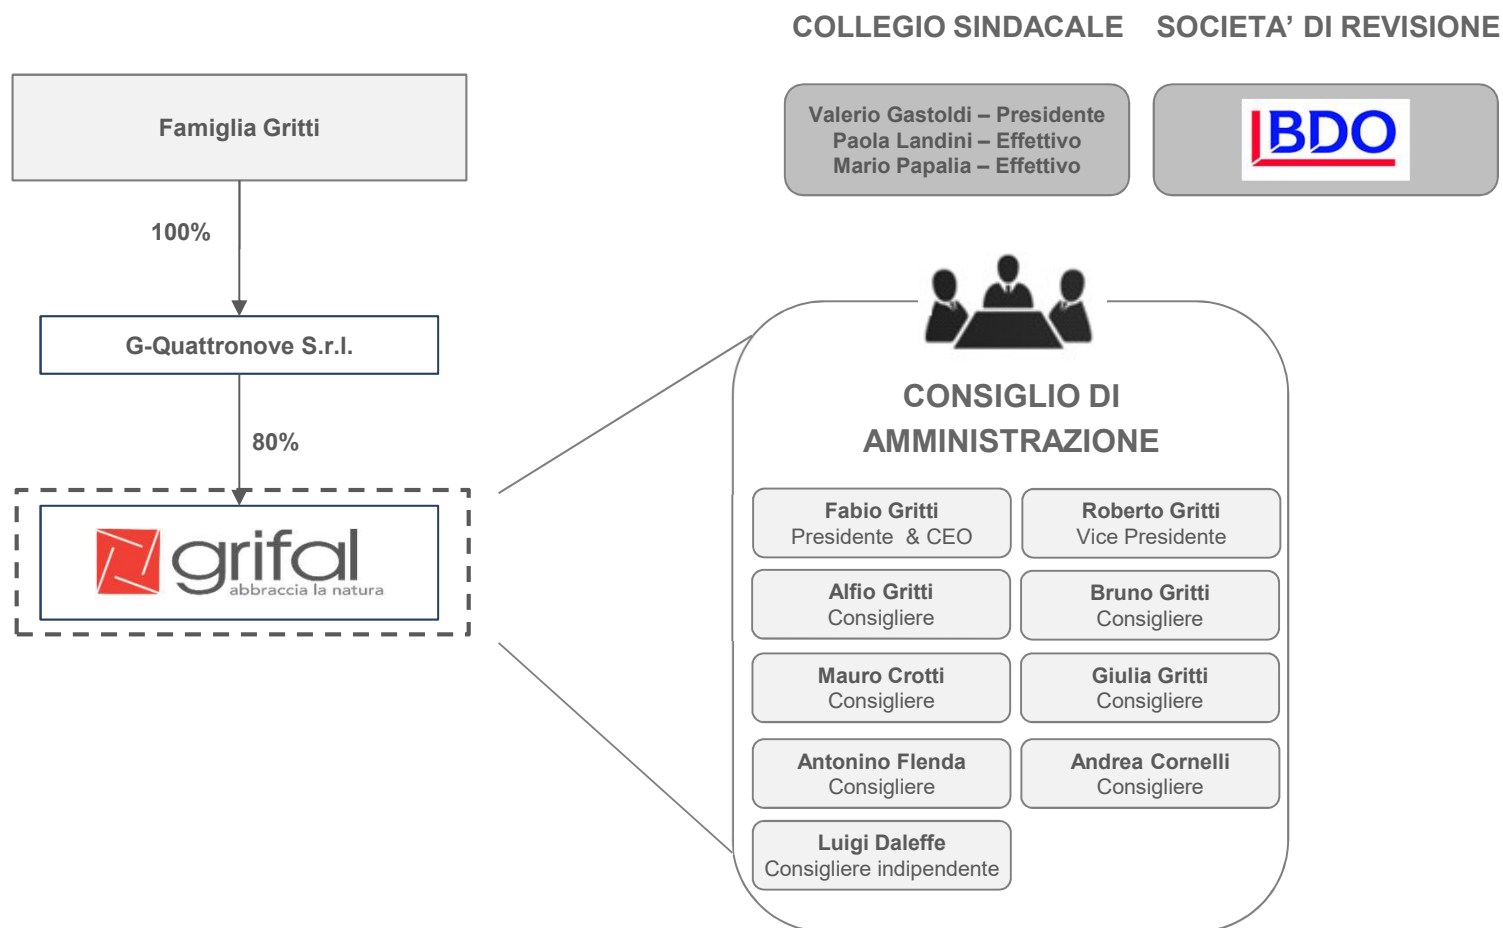 COLLEGIO SINDACALE
SOCIETA’ DI REVISIONE
Famiglia Gritti
Valerio Gastoldi – Presidente
Paola Landini – Effettivo
Mario Papalia – Effettivo
BDO
100%
G-Quattronove S.r.l.
80%
grifal
abbraccia la natura
CONSIGLIO DI
AMMINISTRAZIONE
Fabio Gritti
Presidente & CEO
Roberto Gritti
Vice Presidente
Alfio Gritti
Consigliere
Bruno Gritti
Consigliere
Mauro Crotti
Consigliere
Giulia Gritti
Consigliere
Antonino Flenda
Consigliere
Andrea Cornelli
Consigliere
Luigi Daleffe
Consigliere indipendente